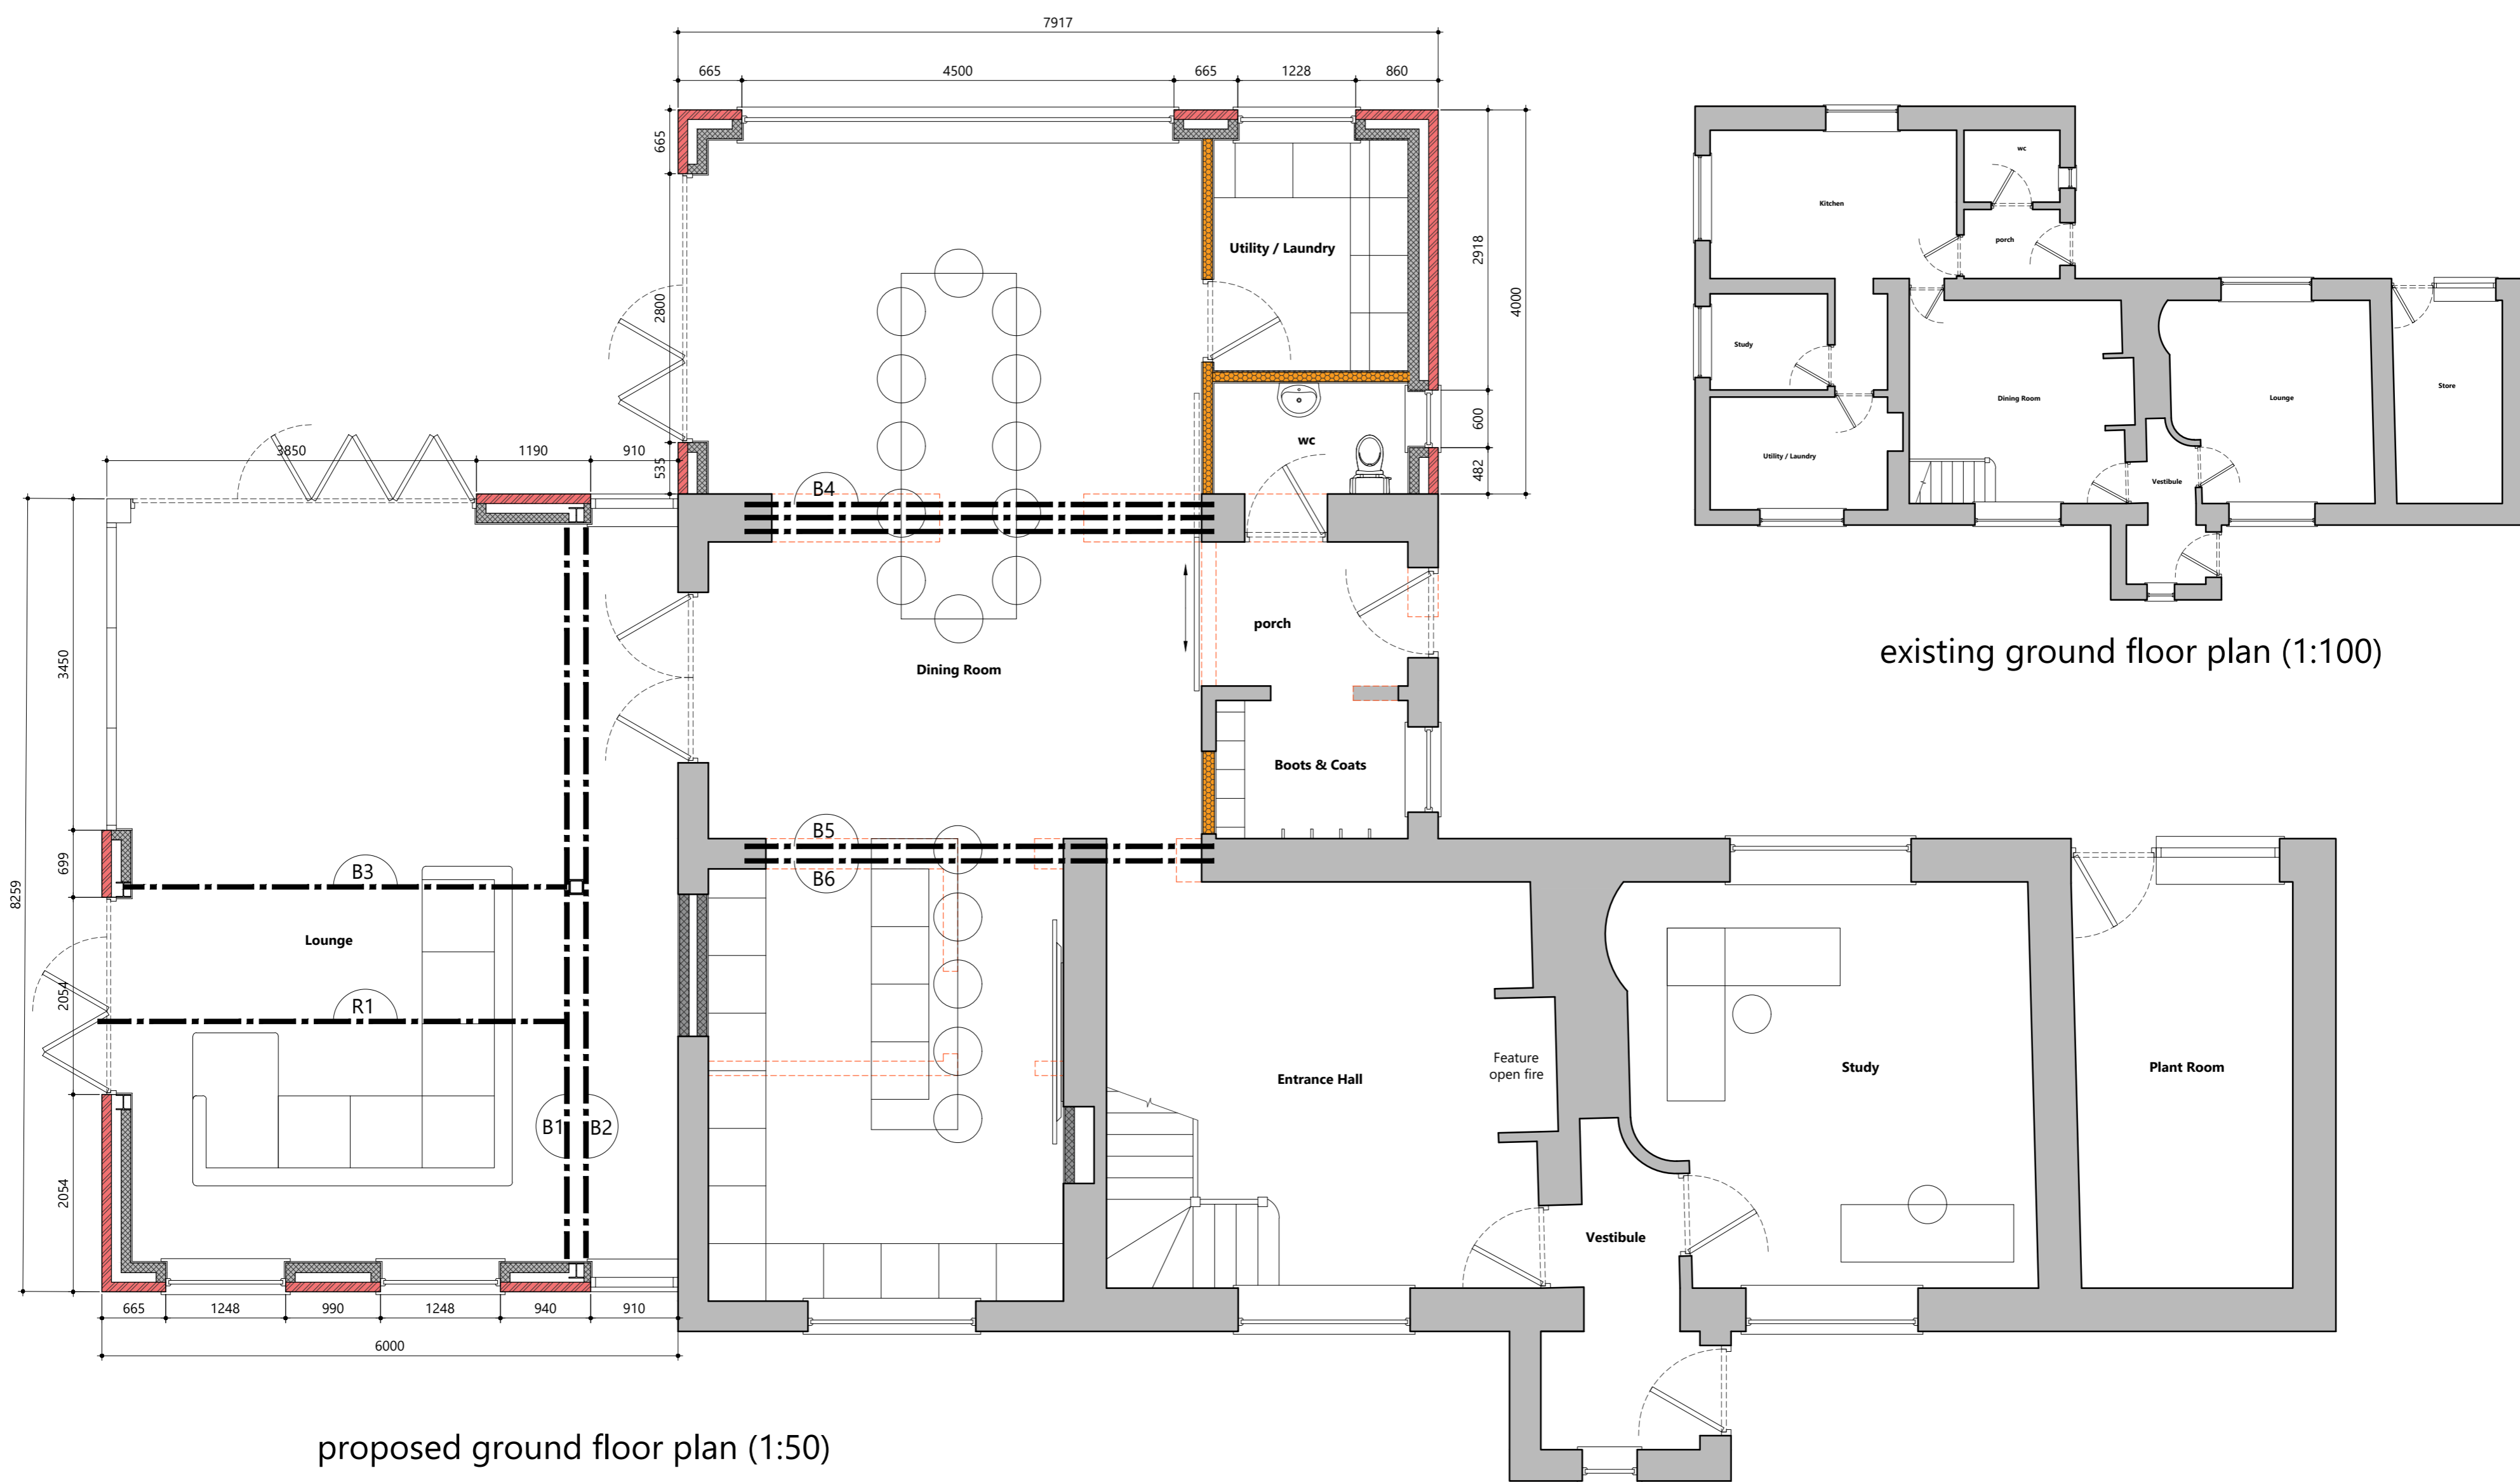 7917
665
4500
665
1228
860
665
2800
535
2918
600
482
4000
Utility / Laundry
wc
B4
3850
1190
910
porch
Dining Room
Boots & Coats
B5
B6
B3
Lounge
R1
B1
B2
8259
3450
699
2054
2054
Entrance Hall
Feature
open fire
Study
Plant Room
Vestibule
665
1248
990
1248
940
910
6000
proposed ground floor plan (1:50)
wc
Kitchen
porch
Study
Dining Room
Lounge
Store
Utility / Laundry
Vestibule
existing ground floor plan (1:100)